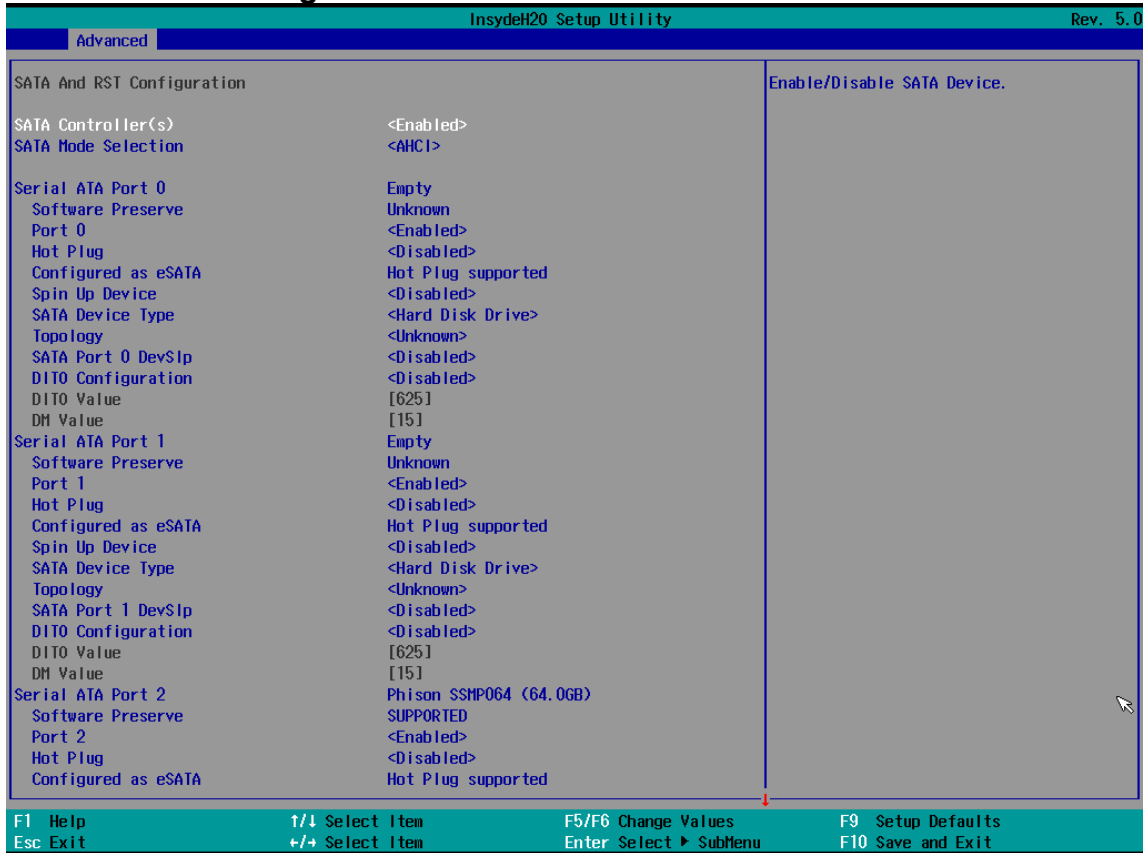 InsydeH20 Setup Utility Rev. 5.0
Advanced
SATA And RST Configuration Enable/Disable SATA Device.
SATA Controller(s) <Enabled>
SATA Mode Selection <AHCI>
Serial ATA Port 0 Empty
Software Preserve Unknown
Port 0 <Enabled>
Hot Plug <Disabled>
Configured as eSATA Hot Plug supported
Spin Up Device <Disabled>
SATA Device Type <Hard Disk Drive>
Topology <Unknown>
SATA Port 0 DevSlp <Disabled>
DITO Configuration <Disabled>
DITO Value [625]
DM Value [15]
Serial ATA Port 1 Empty
Software Preserve Unknown
Port 1 <Enabled>
Hot Plug <Disabled>
Configured as eSATA Hot Plug supported
Spin Up Device <Disabled>
SATA Device Type <Hard Disk Drive>
Topology <Unknown>
SATA Port 1 DevSlp <Disabled>
DITO Configuration <Disabled>
DITO Value [625]
DM Value [15]
Serial ATA Port 2 Phison SSMP064 (64.0GB)
Software Preserve SUPPORTED
Port 2 <Enabled>
Hot Plug <Disabled>
Configured as eSATA Hot Plug supported
F1 Help ↑/↓ Select Item F5/F6 Change Values F9 Setup Defaults
Esc Exit ←/→ Select Item Enter Select ▶ SubMenu F10 Save and Exit